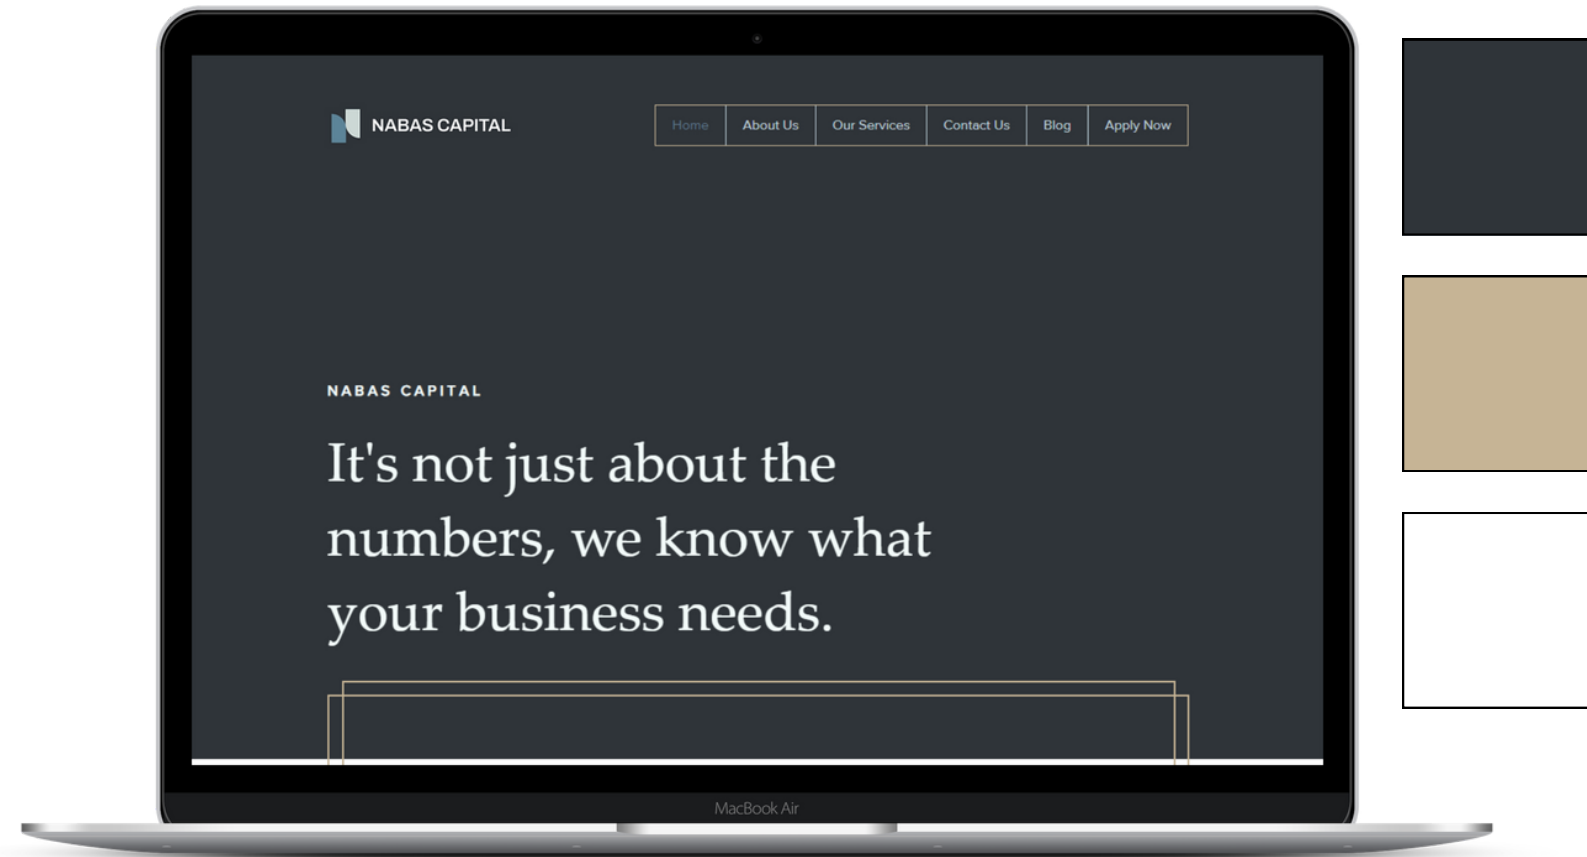 NABAS CAPITAL
Home About Us Our Services Contact Us Blog Apply Now
NABAS CAPITAL
It's not just about the
numbers, we know what
your business needs.
MacBook Air